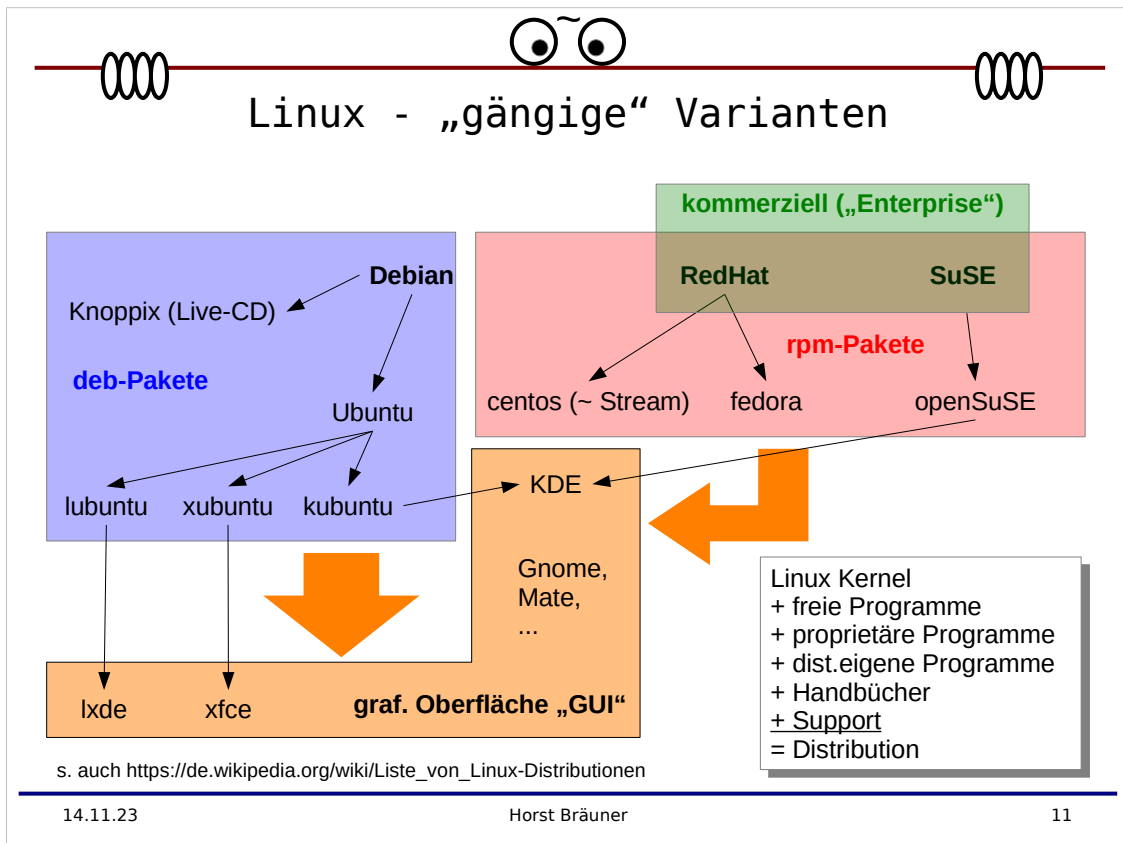 Linux - „gängige“ Varianten
kommerziell („Enterprise“)
Debian
Knoppix (Live-CD)
deb-Pakete
Ubuntu
lubuntu
xubuntu
kubuntu
RedHat
SuSE
rpm-Pakete
centos (~ Stream)
fedora
openSuSE
KDE
Gnome,
Mate,
...
lxde
xfce
graf. Oberfläche „GUI“
Linux Kernel
+ freie Programme
+ proprietäre Programme
+ dist.eigene Programme
+ Handbücher
+ Support
= Distribution
s. auch https://de.wikipedia.org/wiki/Liste_von_Linux-Distributionen
14.11.23
Horst Bräuner
11